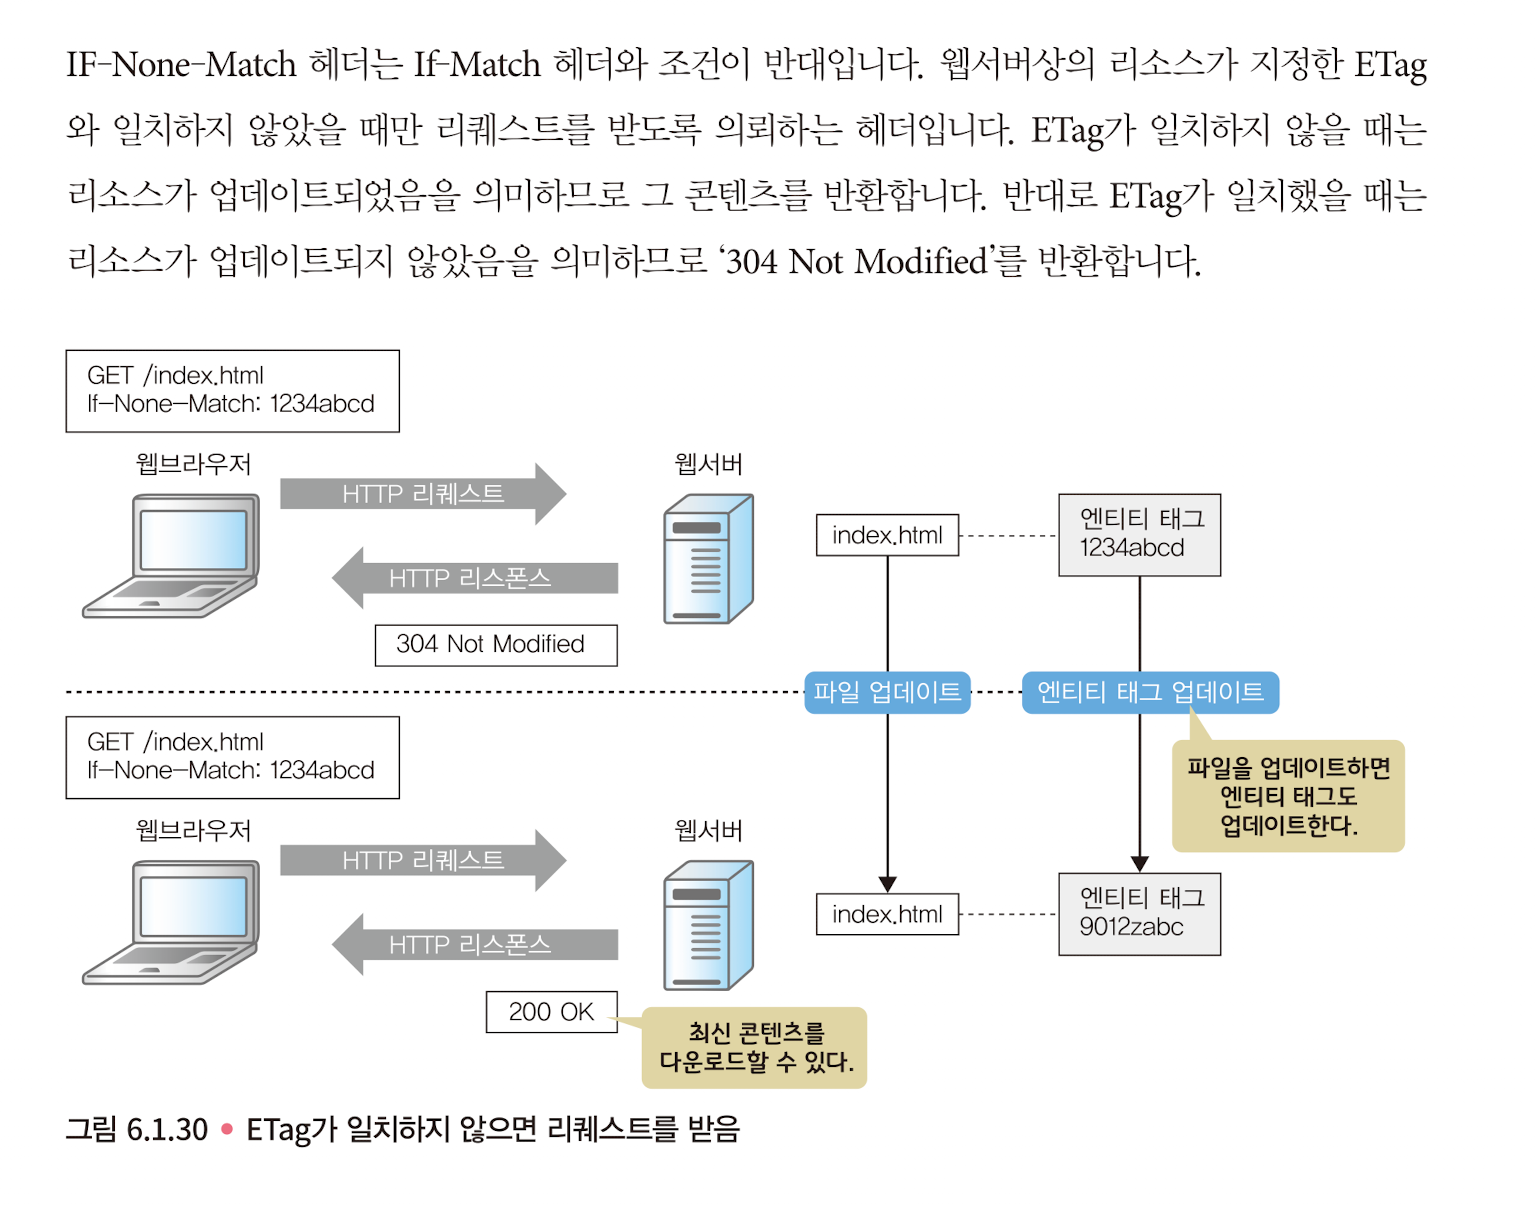 IF-None-Match 헤더는 If-Match 헤더와 조건이 반대입니다. 웹서버상의 리소스가 지정한 ETag
와 일치하지 않았을 때만 리퀘스트를 받도록 의뢰하는 헤더입니다. ETag가 일치하지 않을 때는
리소스가 업데이트되었음을 의미하므로 그 콘텐츠를 반환합니다. 반대로 ETag가 일치했을 때는
리소스가 업데이트되지 않았음을 의미하므로 ‘304 Not Modified’를 반환합니다.
GET /index.html
If-None-Match: 1234abcd
웹브라우저
웹서버
HTTP 리퀘스트
HTTP 리스폰스
304 Not Modified
index.html
엔티티 태그
1234abcd
파일 업데이트
엔티티 태그 업데이트
파일을 업데이트하면
엔티티 태그도
업데이트한다.
GET /index.html
If-None-Match: 1234abcd
웹브라우저
웹서버
HTTP 리퀘스트
HTTP 리스폰스
index.html
엔티티 태그
9012zabc
200 OK
최신 콘텐츠를
다운로드할 수 있다.
그림 6.1.30 • ETag가 일치하지 않으면 리퀘스트를 받음